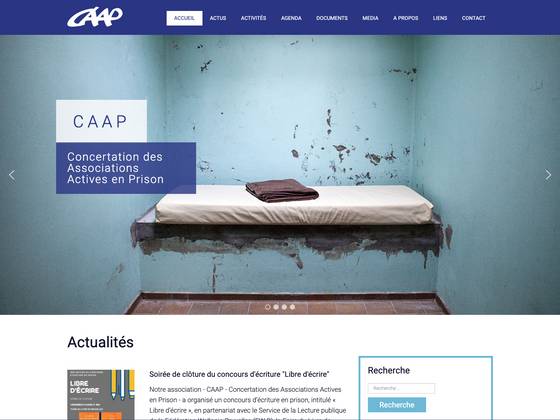 CAAP
ACCUEIL ACTUS ACTIVITÉS AGENDA DOCUMENTS MEDIA A PROPOS LIENS CONTACT
CAAP
Concertation des
Associations
Actives en Prison
Actualités
LIBRE
D'ÉCRIRE
Soirée de clôture du concours d'écriture "Libre d'écrire"
Notre association - CAAP - Concertation des Associations Actives
en Prison - a organisé un concours d'écriture en prison, intitulé «
Libre d'écrire », en partenariat avec le Service de la Lecture publique
Recherche
Recherche
Recherche